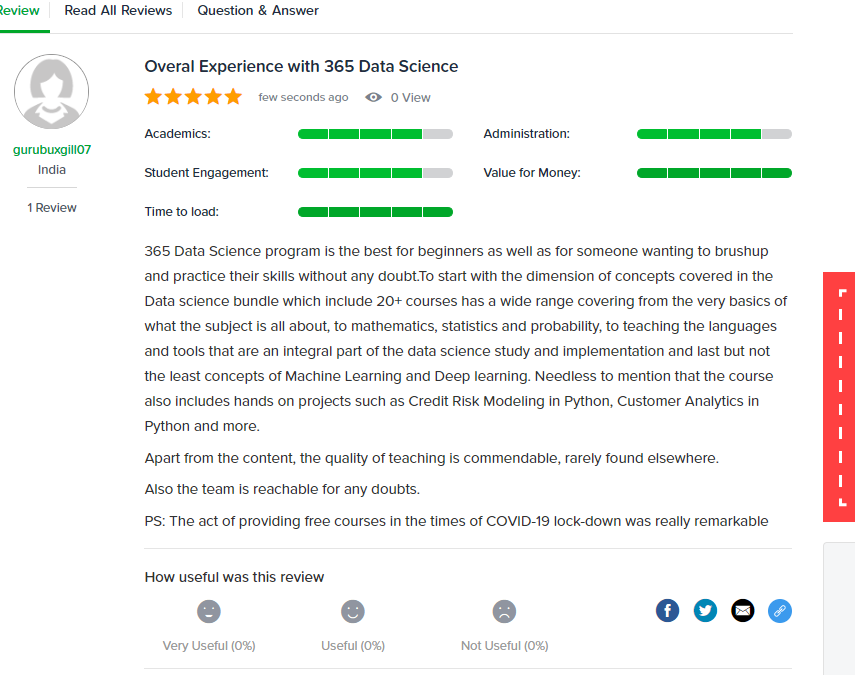 Review Read All Reviews Question & Answer
Overal Experience with 365 Data Science
few seconds ago 0 View
Academics: Administration:
gurubuxgill07
India
Student Engagement: Value for Money:
1 Review
Time to load:
365 Data Science program is the best for beginners as well as for someone wanting to brushup
and practice their skills without any doubt.To start with the dimension of concepts covered in the
Data science bundle which include 20+ courses has a wide range covering from the very basics of
what the subject is all about, to mathematics, statistics and probability, to teaching the languages
and tools that are an integral part of the data science study and implementation and last but not
the least concepts of Machine Learning and Deep learning. Needless to mention that the course
also includes hands on projects such as Credit Risk Modeling in Python, Customer Analytics in
Python and more.
Apart from the content, the quality of teaching is commendable, rarely found elsewhere.
Also the team is reachable for any doubts.
PS: The act of providing free courses in the times of COVID-19 lock-down was really remarkable
How useful was this review
Very Useful (0%) Useful (0%) Not Useful (0%)